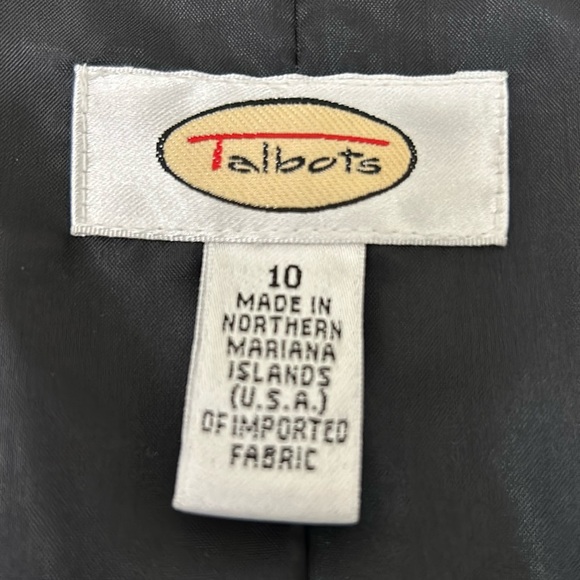 Talbots
10
MADE IN
NORTHERN
MARIANA
ISLANDS
(U.S.A.)
OF IMPORTED
FABRIC